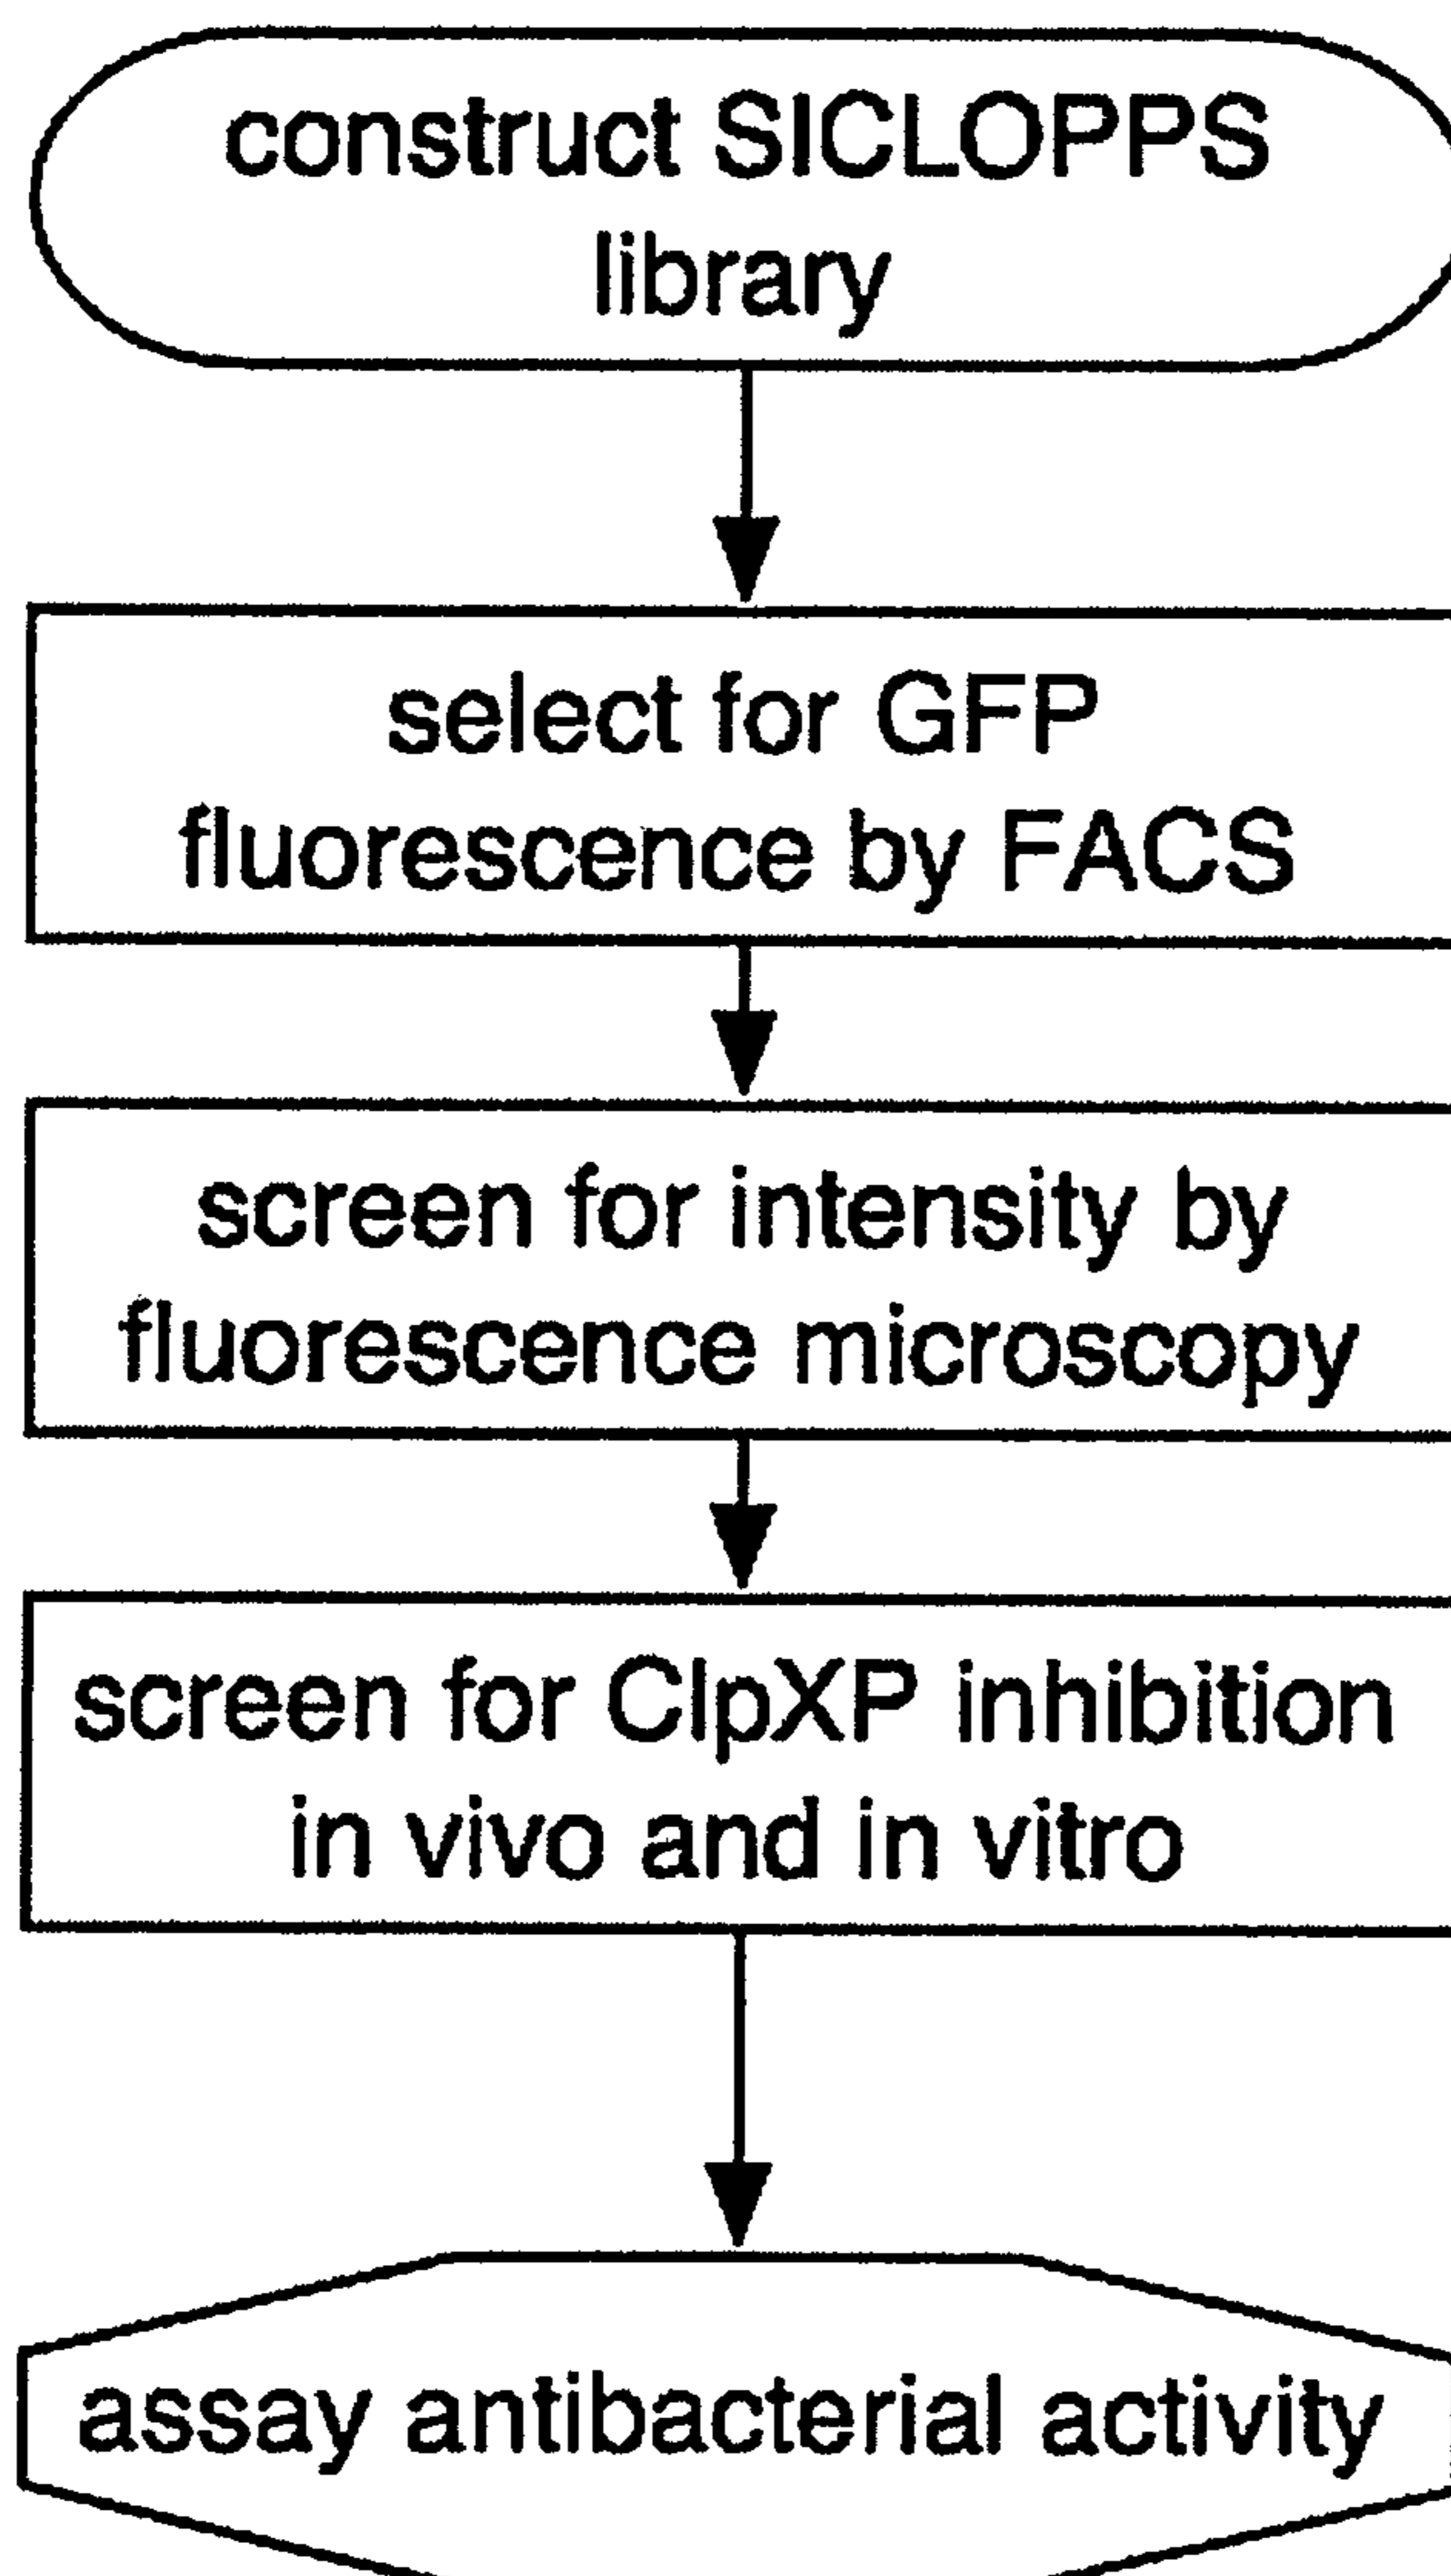 construct SICLOPPS
library
select for GFP
fluorescence by FACS
screen for intensity by
fluorescence microscopy
screen for ClpXP inhibition
in vivo and in vitro
assay antibacterial activity